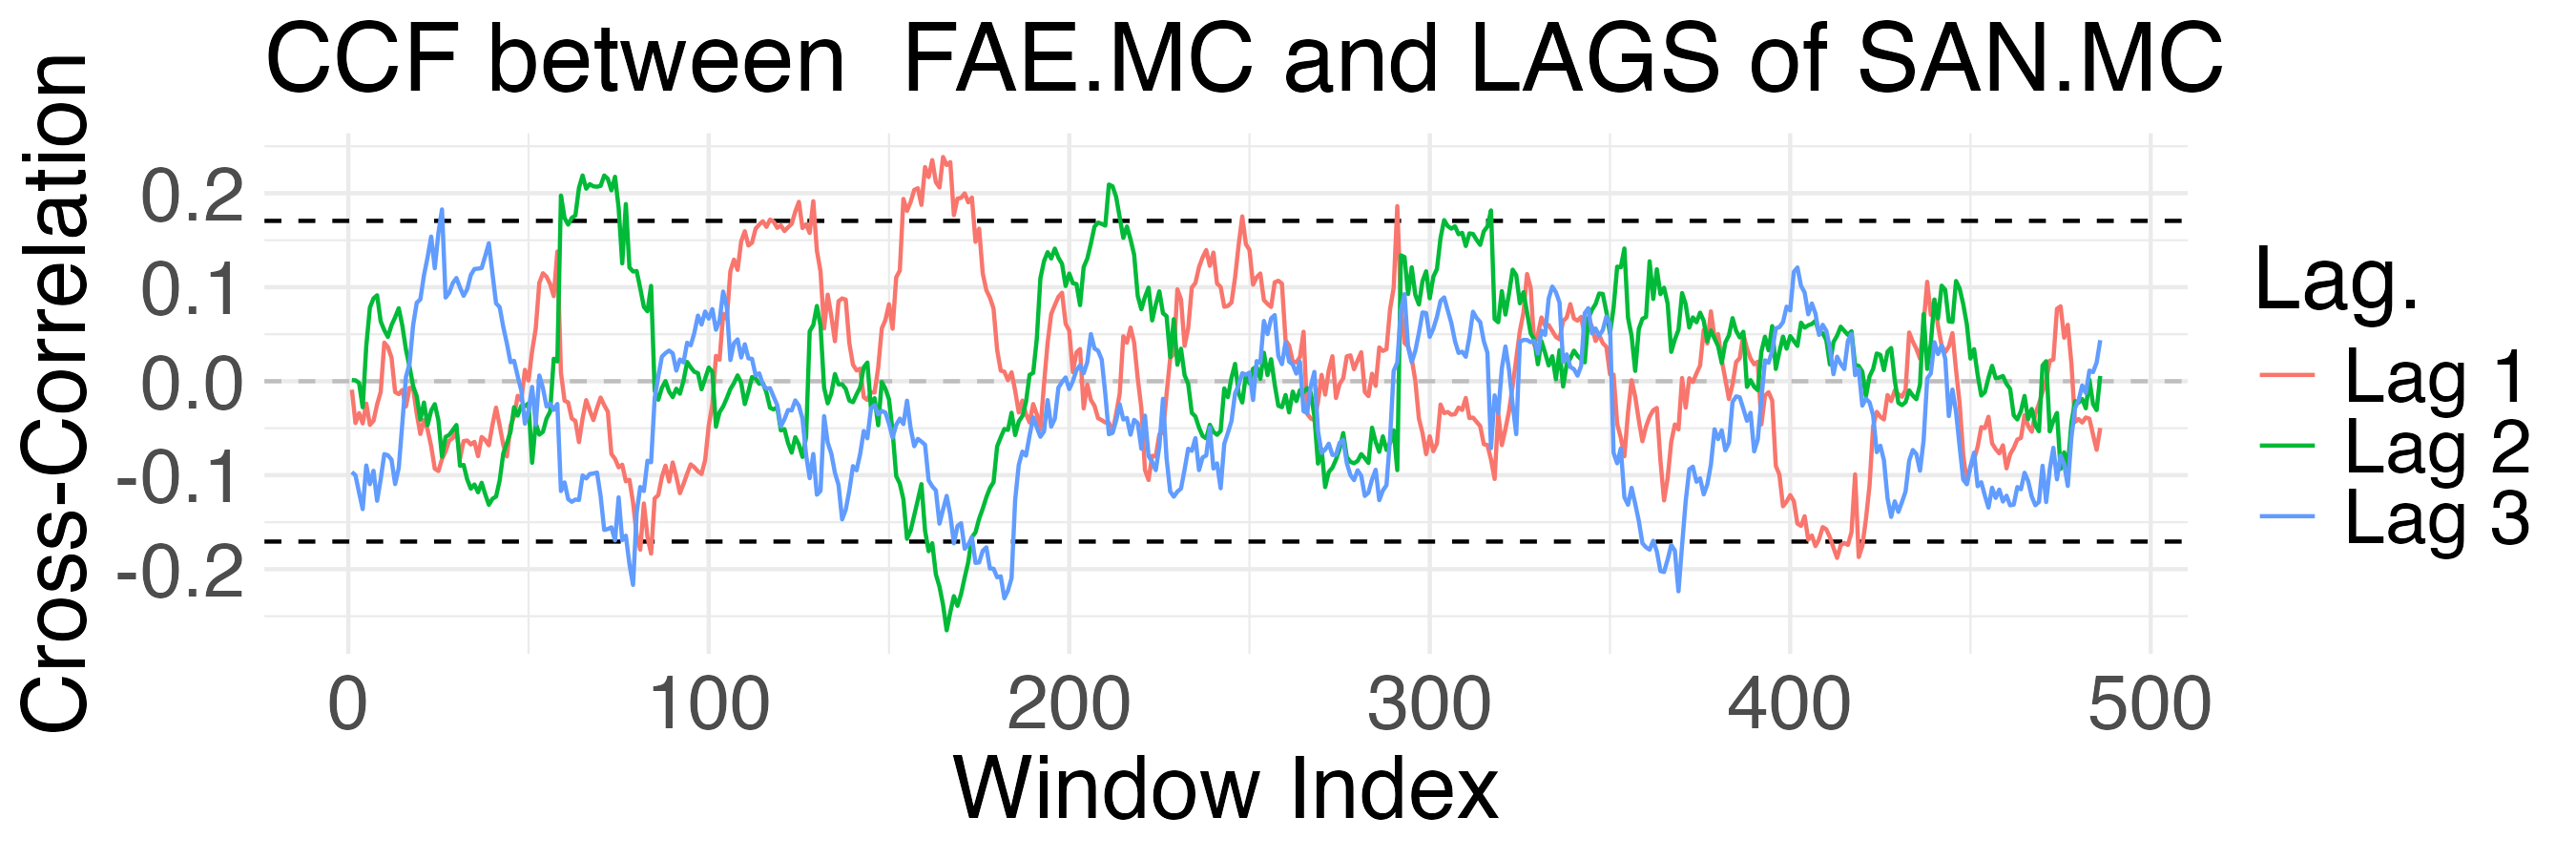 CCF between  FAE.MC and LAGS of SAN.MC
Cross-Correlation
0.2
0.1
0.0
-0.1
-0.2
0 100 200 300 400 500
Window Index
Lag.
Lag 1
Lag 2
Lag 3